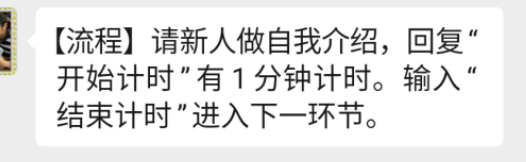 【流程】请新人做自我介绍，回复“
开始计时”有1分钟计时。输入“
结束计时”进入下一环节。